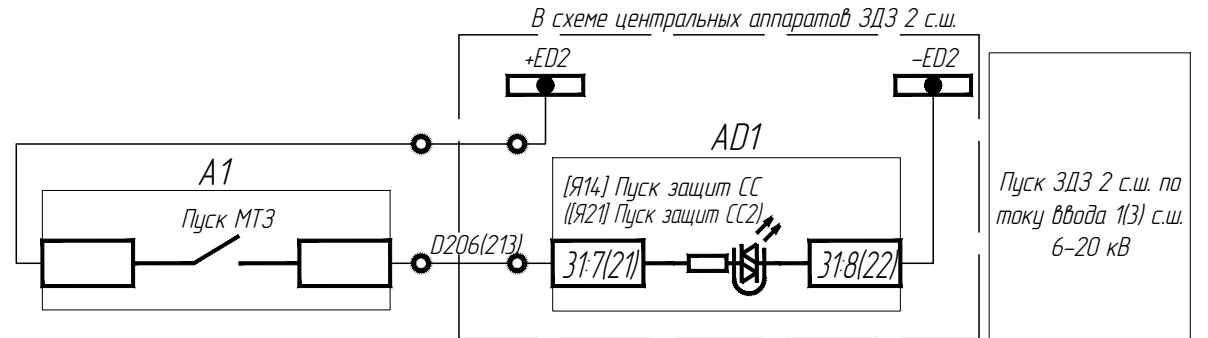 В схеме центральных аппаратов ЗДЗ 2 с.ш.
+ED2
-ED2
A1
AD1
Пуск МТЗ
[Я14] Пуск защит СС
([Я21] Пуск защит СС2)
D206(213)
31:7(21)
31:8(22)
Пуск ЗДЗ 2 с.ш. по
току ввода 1(3) с.ш.
6-20 кВ